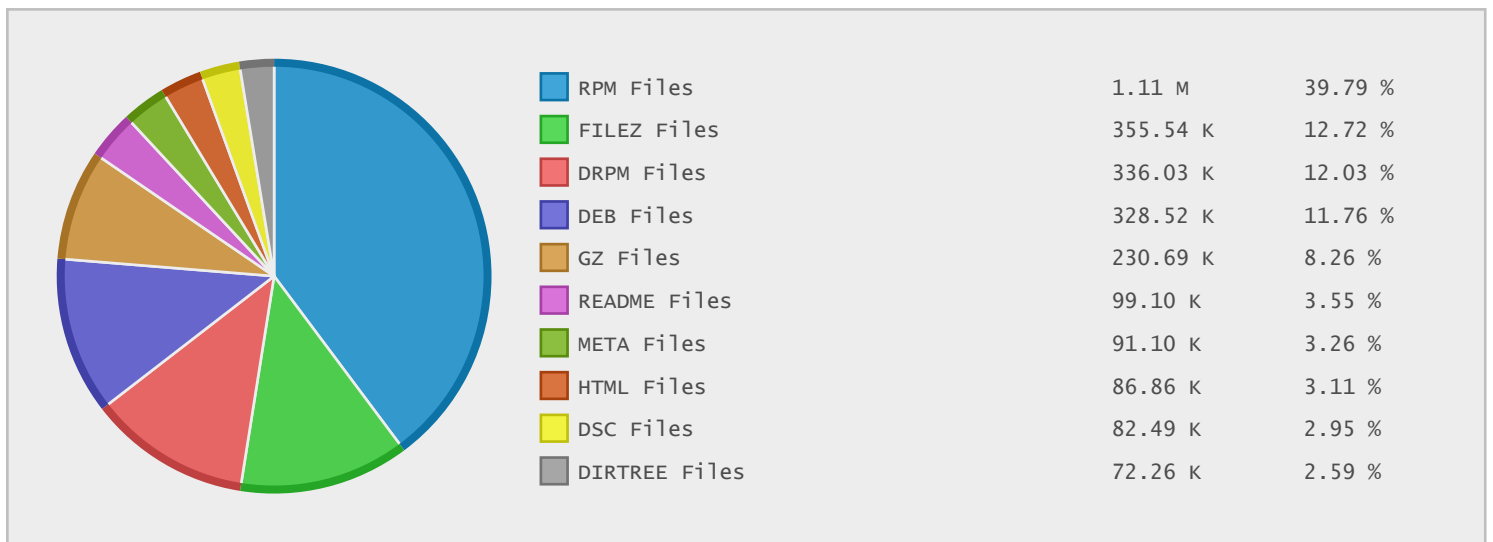 RPM Files 1.11 M 39.79 %
FILEZ Files 355.54 K 12.72 %
DRPM Files 336.03 K 12.03 %
DEB Files 328.52 K 11.76 %
GZ Files 230.69 K 8.26 %
README Files 99.10 K 3.55 %
META Files 91.10 K 3.26 %
HTML Files 86.86 K 3.11 %
DSC Files 82.49 K 2.95 %
DIRTREE Files 72.26 K 2.59 %